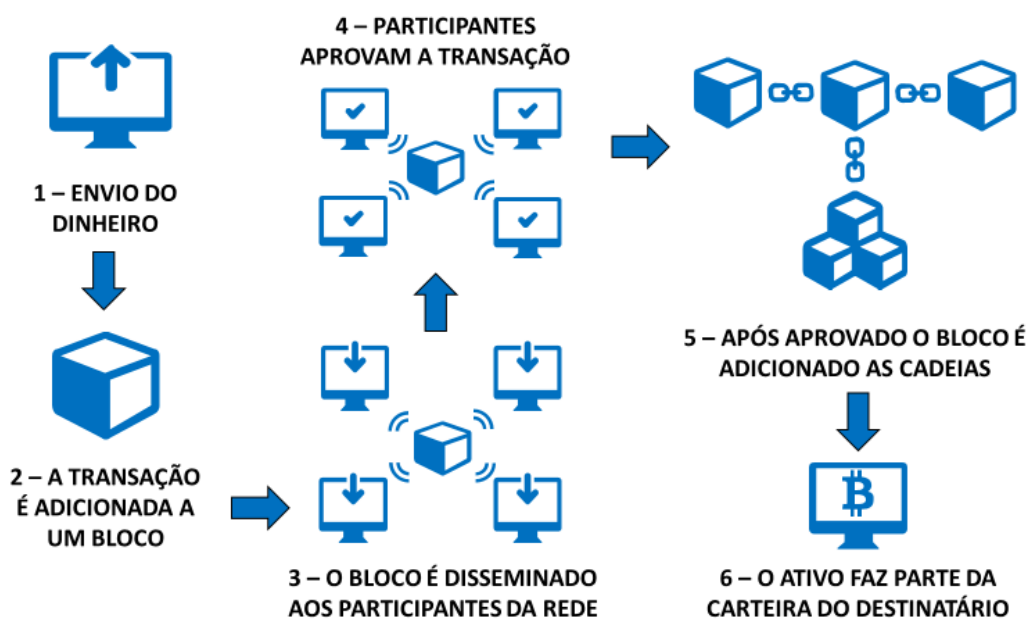 1 – ENVIO DO
DINHEIRO
2 – A TRANSAÇÃO
É ADICIONADA A
UM BLOCO
3 – O BLOCO É DISSEMINADO
AOS PARTICIPANTES DA REDE
4 – PARTICIPANTES
APROVAM A TRANSAÇÃO
5 – APÓS APROVADO O BLOCO É
ADICIONADO AS CADEIAS
6 – O ATIVO FAZ PARTE DA
CARTEIRA DO DESTINATÁRIO